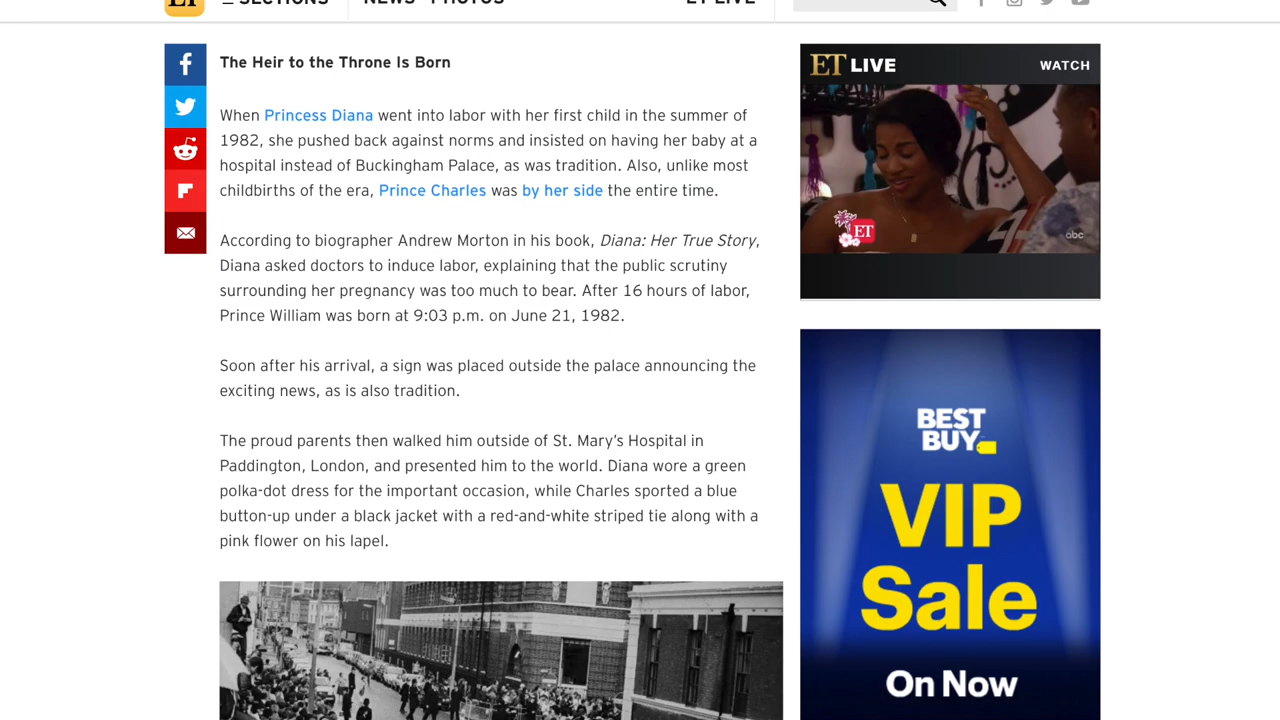 ET
SECTIONS
NEWS
PHOTOS
ET LIVE
The Heir to the Throne Is Born
When Princess Diana went into labor with her first child in the summer of
1982, she pushed back against norms and insisted on having her baby at a
hospital instead of Buckingham Palace, as was tradition. Also, unlike most
childbirths of the era, Prince Charles was by her side the entire time.
According to biographer Andrew Morton in his book, Diana: Her True Story,
Diana asked doctors to induce labor, explaining that the public scrutiny
surrounding her pregnancy was too much to bear. After 16 hours of labor,
Prince William was born at 9:03 p.m. on June 21, 1982.
Soon after his arrival, a sign was placed outside the palace announcing the
exciting news, as is also tradition.
The proud parents then walked him outside of St. Mary’s Hospital in
Paddington, London, and presented him to the world. Diana wore a green
polka-dot dress for the important occasion, while Charles sported a blue
button-up under a black jacket with a red-and-white striped tie along with a
pink flower on his lapel.
ET LIVE
WATCH
ET
abc
BEST
BUY
VIP
Sale
On Now